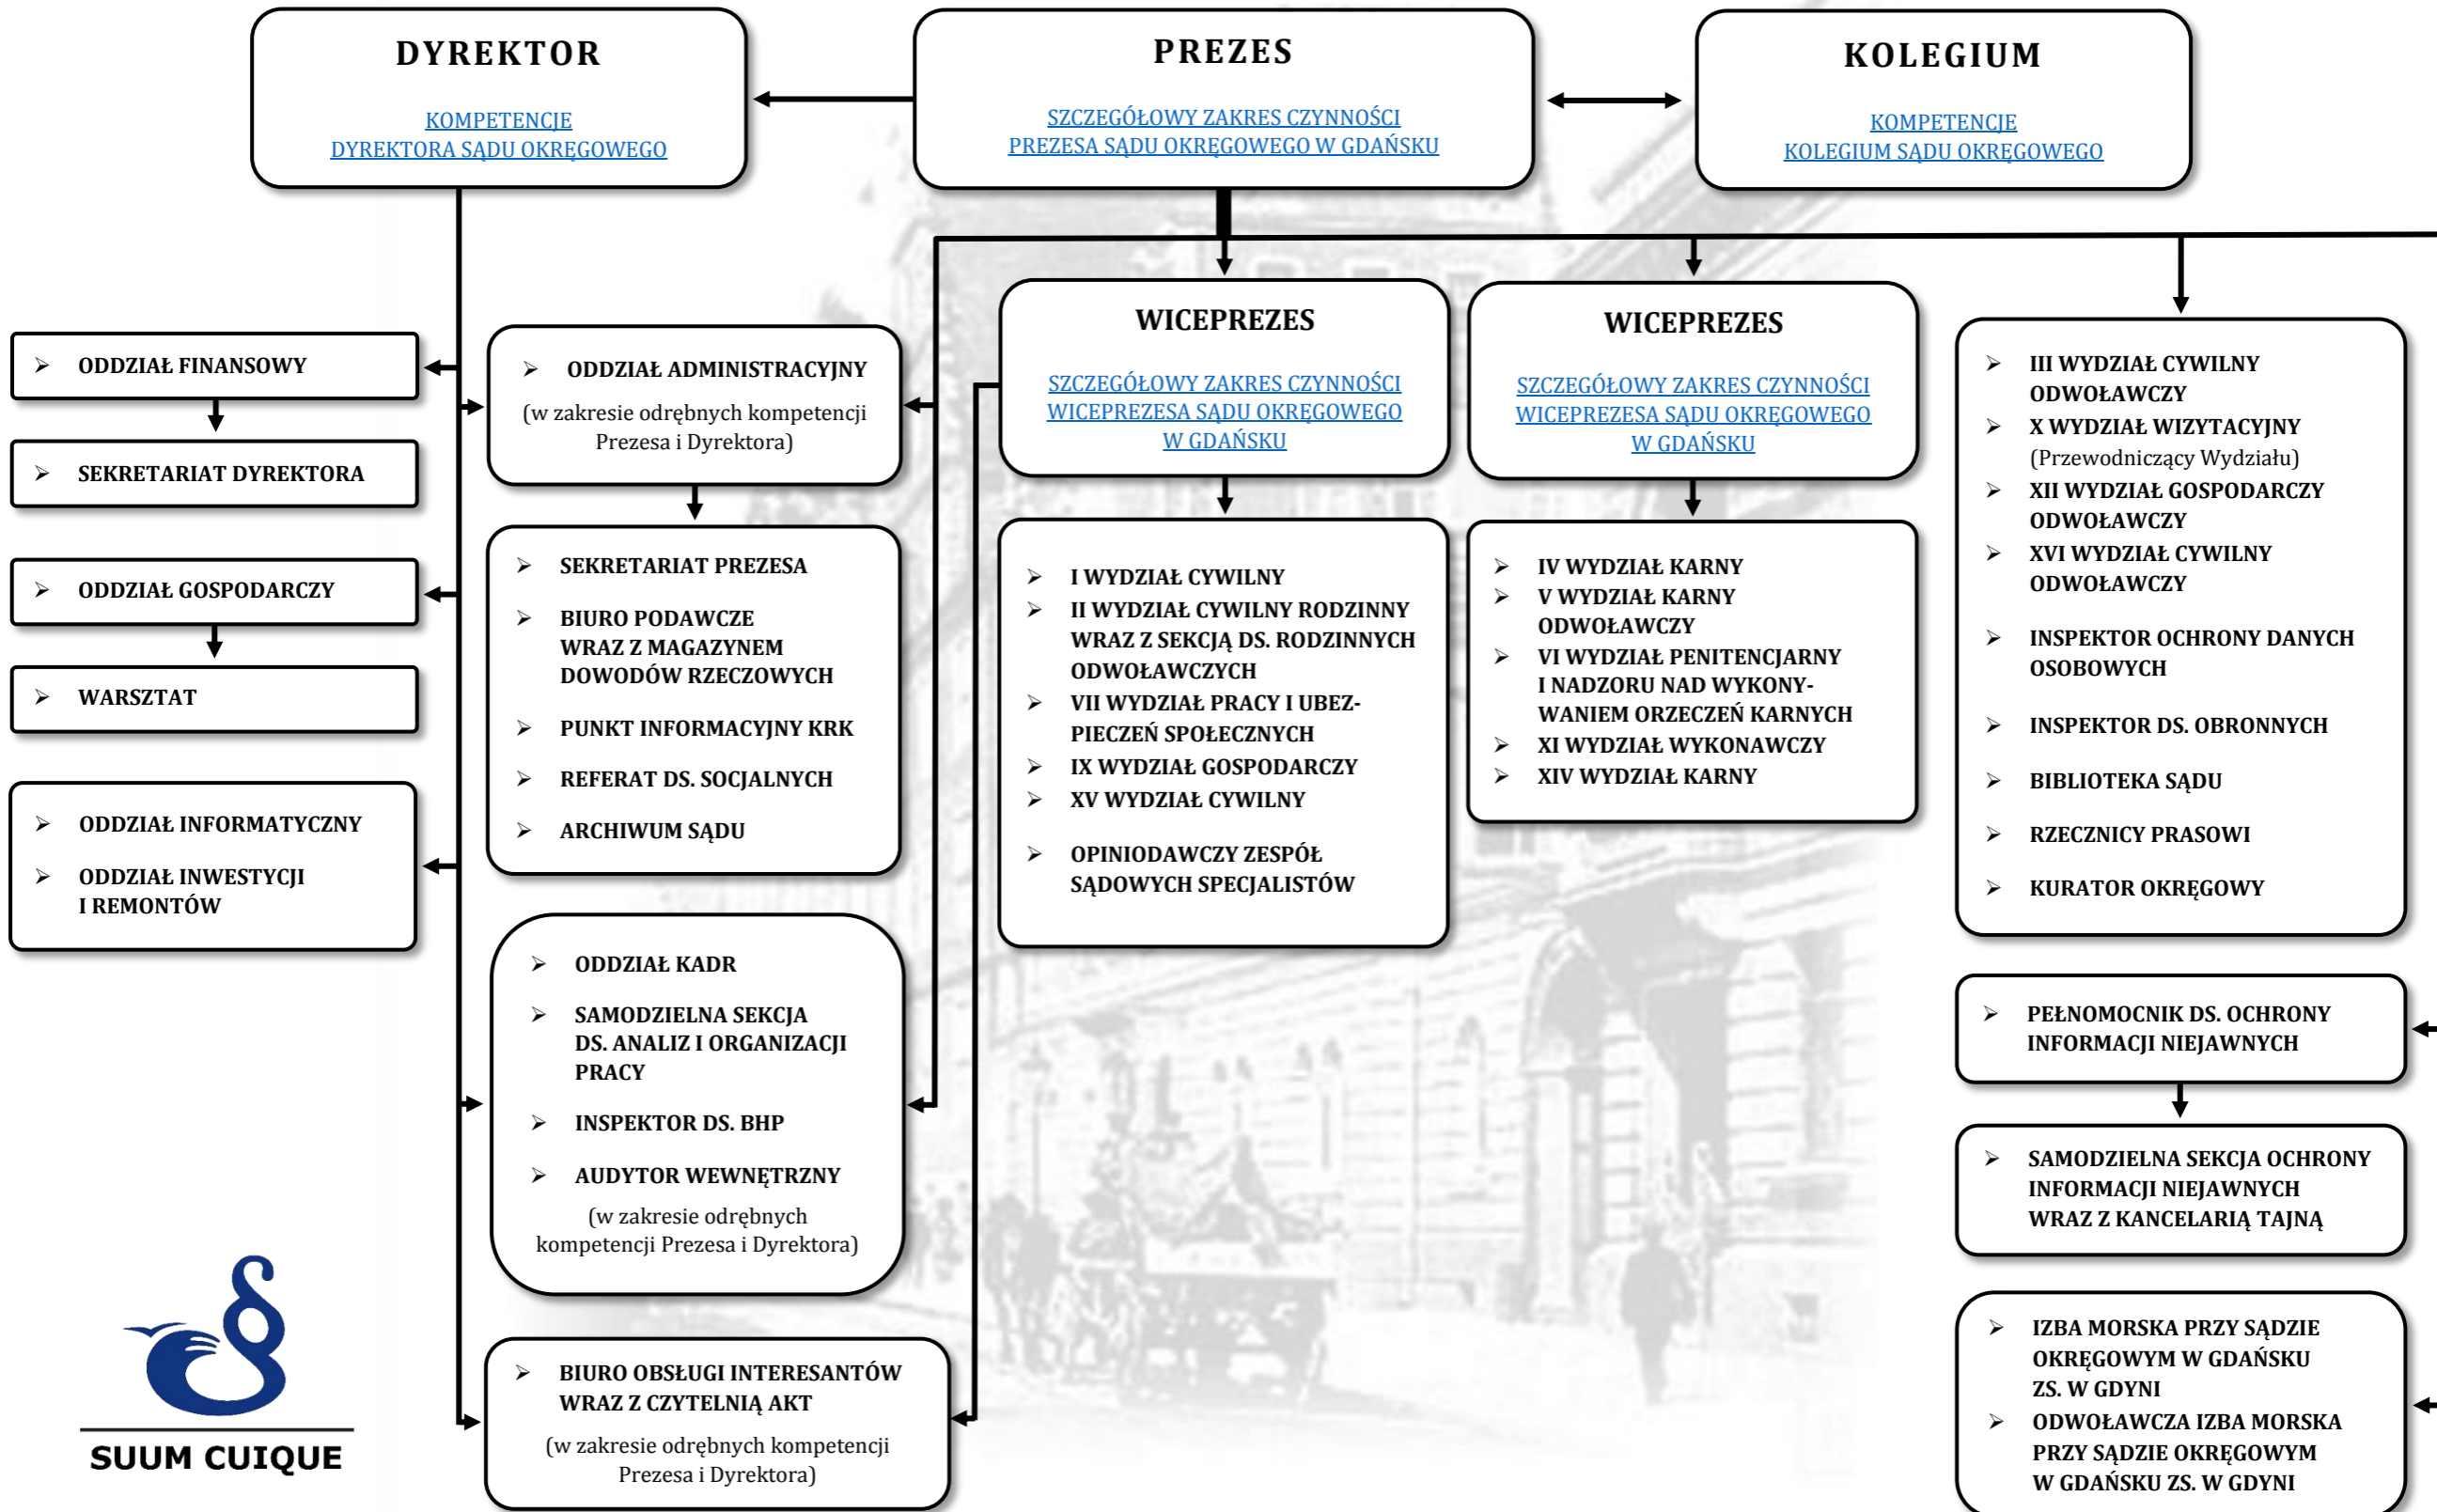 DYREKTOR
KOMPETENCJE
DYREKTORA SĄDU OKRĘGOWEGO
PREZES
SZCZEGÓŁOWY ZAKRES CZYNNOŚCI
PREZESA SĄDU OKRĘGOWEGO W GDAŃSKU
KOLEGIUM
KOMPETENCJE
KOLEGIUM SĄDU OKRĘGOWEGO
➢ ODDZIAŁ FINANSOWY
➢ SEKRETARIAT DYREKTORA
➢ ODDZIAŁ GOSPODARCZY
➢ WARSZTAT
➢ ODDZIAŁ INFORMATYCZNY
➢ ODDZIAŁ INWESTYCJI
I REMONTÓW
➢ ODDZIAŁ ADMINISTRACYJNY
(w zakresie odrębnych kompetencji
Prezesa i Dyrektora)
➢ SEKRETARIAT PREZESA
➢ BIURO PODAWCZE
WRAZ Z MAGAZYNEM
DOWODÓW RZECZOWYCH
➢ PUNKT INFORMACYJNY KRK
➢ REFERAT DS. SOCJALNYCH
➢ ARCHIWUM SĄDU
➢ ODDZIAŁ KADR
➢ SAMODZIELNA SEKCJA
DS. ANALIZ I ORGANIZACJI
PRACY
➢ INSPEKTOR DS. BHP
➢ AUDYTOR WEWNĘTRZNY
(w zakresie odrębnych
kompetencji Prezesa i Dyrektora)
➢ BIURO OBSŁUGI INTERESANTÓW
WRAZ Z CZYTELNIĄ AKT
(w zakresie odrębnych kompetencji
Prezesa i Dyrektora)
WICEPREZES
SZCZEGÓŁOWY ZAKRES CZYNNOŚCI
WICEPREZESA SĄDU OKRĘGOWEGO
W GDAŃSKU
➢ I WYDZIAŁ CYWILNY
➢ II WYDZIAŁ CYWILNY RODZINNY
WRAZ Z SEKCJĄ DS. RODZINNYCH
ODWOŁAWCZYCH
➢ VII WYDZIAŁ PRACY I UBEZ-
PIECZEŃ SPOŁECZNYCH
➢ IX WYDZIAŁ GOSPODARCZY
➢ XV WYDZIAŁ CYWILNY
➢ OPINIODAWCZY ZESPÓŁ
SĄDOWYCH SPECJALISTÓW
WICEPREZES
SZCZEGÓŁOWY ZAKRES CZYNNOŚCI
WICEPREZESA SĄDU OKRĘGOWEGO
W GDAŃSKU
➢ IV WYDZIAŁ KARNY
➢ V WYDZIAŁ KARNY
ODWOŁAWCZY
➢ VI WYDZIAŁ PENITENCJARNY
I NADZORU NAD WYKONY-
WANIEM ORZECZEŃ KARNYCH
➢ XI WYDZIAŁ WYKONAWCZY
➢ XIV WYDZIAŁ KARNY
➢ III WYDZIAŁ CYWILNY
ODWOŁAWCZY
➢ X WYDZIAŁ WIZYTACYJNY
(Przewodniczący Wydziału)
➢ XII WYDZIAŁ GOSPODARCZY
ODWOŁAWCZY
➢ XVI WYDZIAŁ CYWILNY
ODWOŁAWCZY
➢ INSPEKTOR OCHRONY DANYCH
OSOBOWYCH
➢ INSPEKTOR DS. OBRONNYCH
➢ BIBLIOTEKA SĄDU
➢ RZECZNICY PRASOWI
➢ KURATOR OKRĘGOWY
➢ PEŁNOMOCNIK DS. OCHRONY
INFORMACJI NIEJAWNYCH
➢ SAMODZIELNA SEKCJA OCHRONY
INFORMACJI NIEJAWNYCH
WRAZ Z KANCELARIĄ TAJNĄ
➢ IZBA MORSKA PRZY SĄDZIE
OKRĘGOWYM W GDAŃSKU
ZS. W GDYNI
➢ ODWOŁAWCZA IZBA MORSKA
PRZY SĄDZIE OKRĘGOWYM
W GDAŃSKU ZS. W GDYNI
SUUM CUIQUE